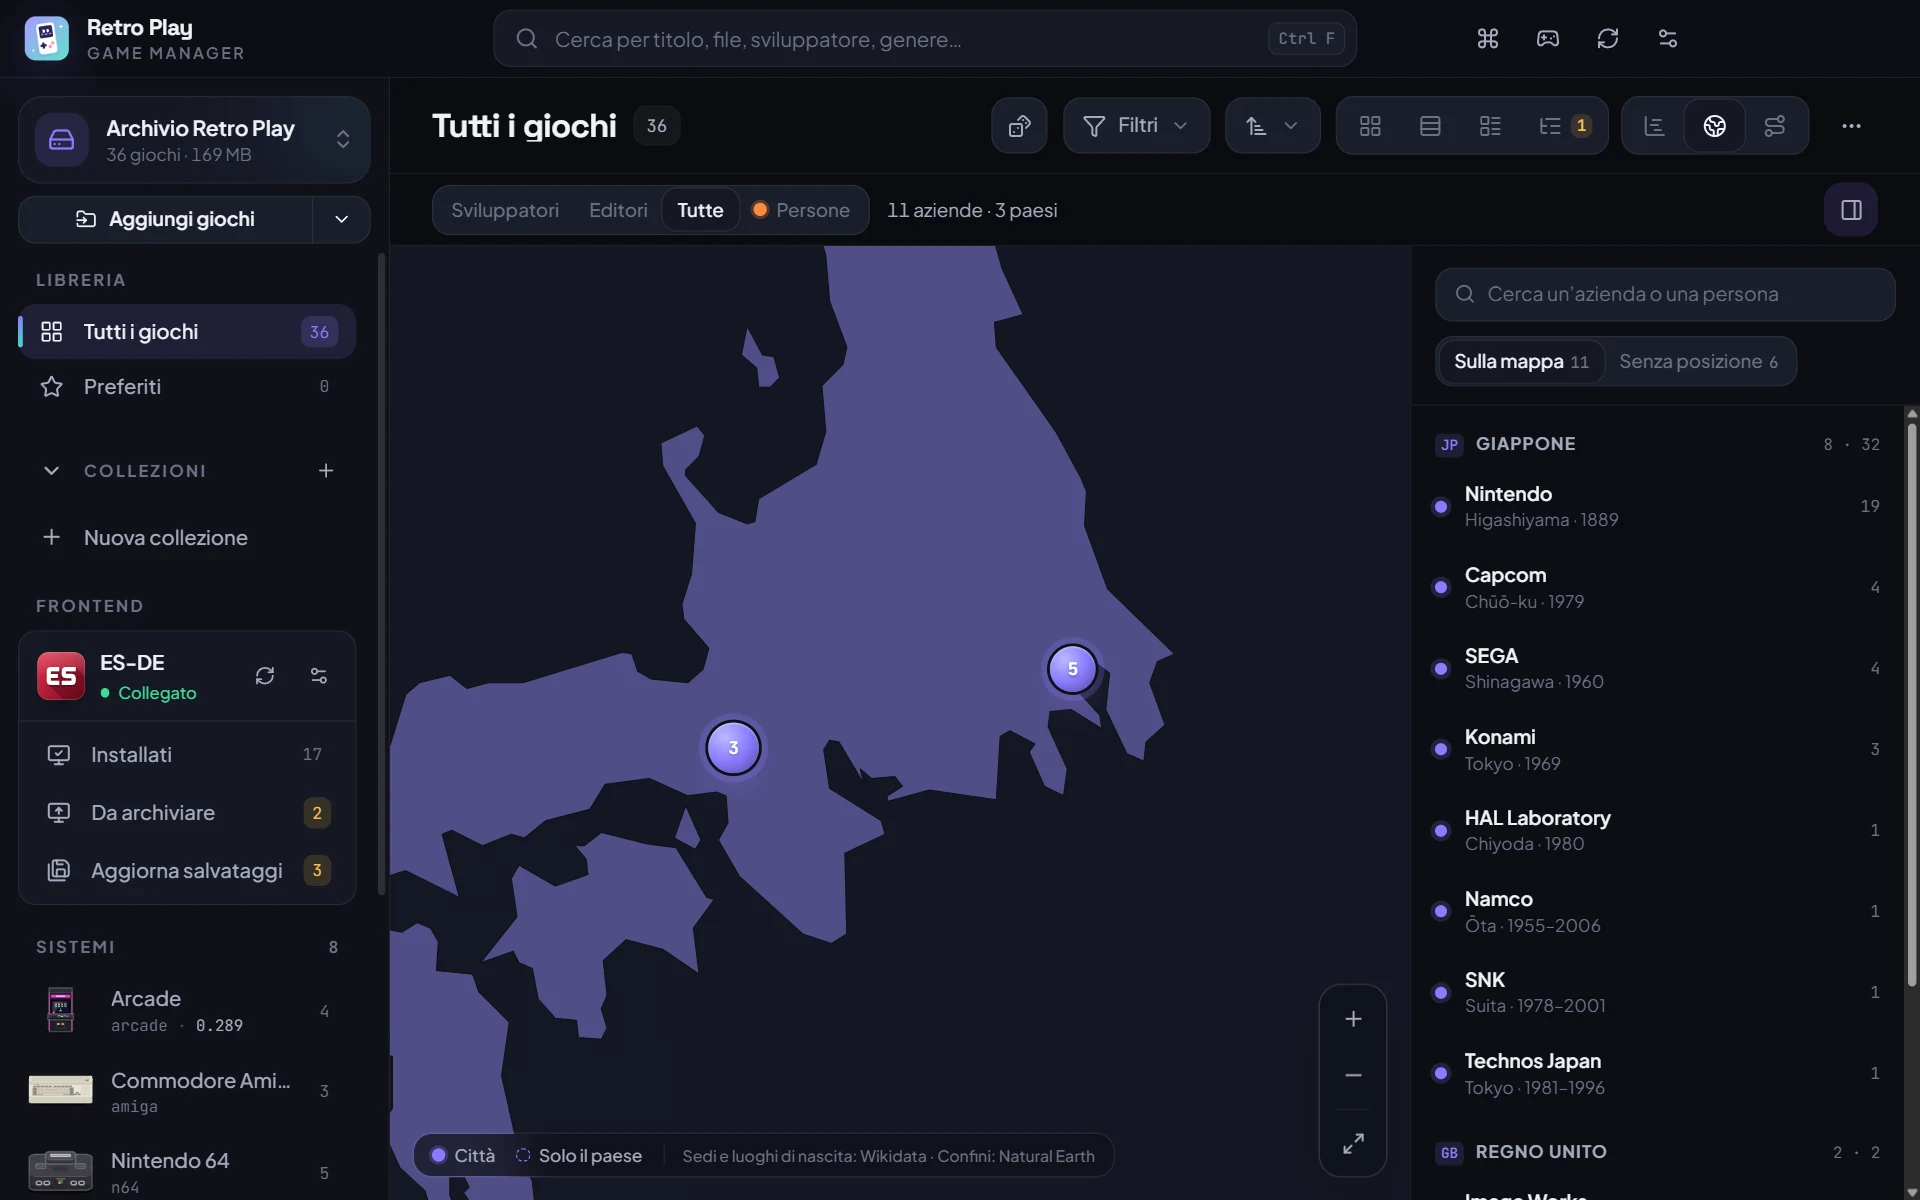 Retro Play
GAME MANAGER
Cerca per titolo, file, sviluppatore, genere...
Ctrl F
Archivio Retro Play
36 giochi · 169 MB
Aggiungi giochi
LIBRERIA
Tutti i giochi
36
Preferiti
0
COLLEZIONI
Nuova collezione
FRONTEND
ES
ES-DE
Collegato
Installati
17
Da archiviare
2
Aggiorna salvataggi
3
SISTEMI
8
Arcade
arcade · 0.289
4
Commodore Ami...
amiga
3
Nintendo 64
n64
5
Tutti i giochi
36
Filtri
1
Sviluppatori
Editori
Tutte
Persone
11 aziende · 3 paesi
5
3
Città
Solo il paese
Sedi e luoghi di nascita: Wikidata · Confini: Natural Earth
Cerca un'azienda o una persona
Sulla mappa 11
Senza posizione 6
JP GIAPPONE
8 · 32
Nintendo
Higashiyama · 1889
19
Capcom
Chūō-ku · 1979
4
SEGA
Shinagawa · 1960
4
Konami
Tokyo · 1969
3
HAL Laboratory
Chiyoda · 1980
1
Namco
Ōta · 1955–2006
1
SNK
Suita · 1978–2001
1
Technos Japan
Tokyo · 1981–1996
1
GB REGNO UNITO
2 · 2
Image Works